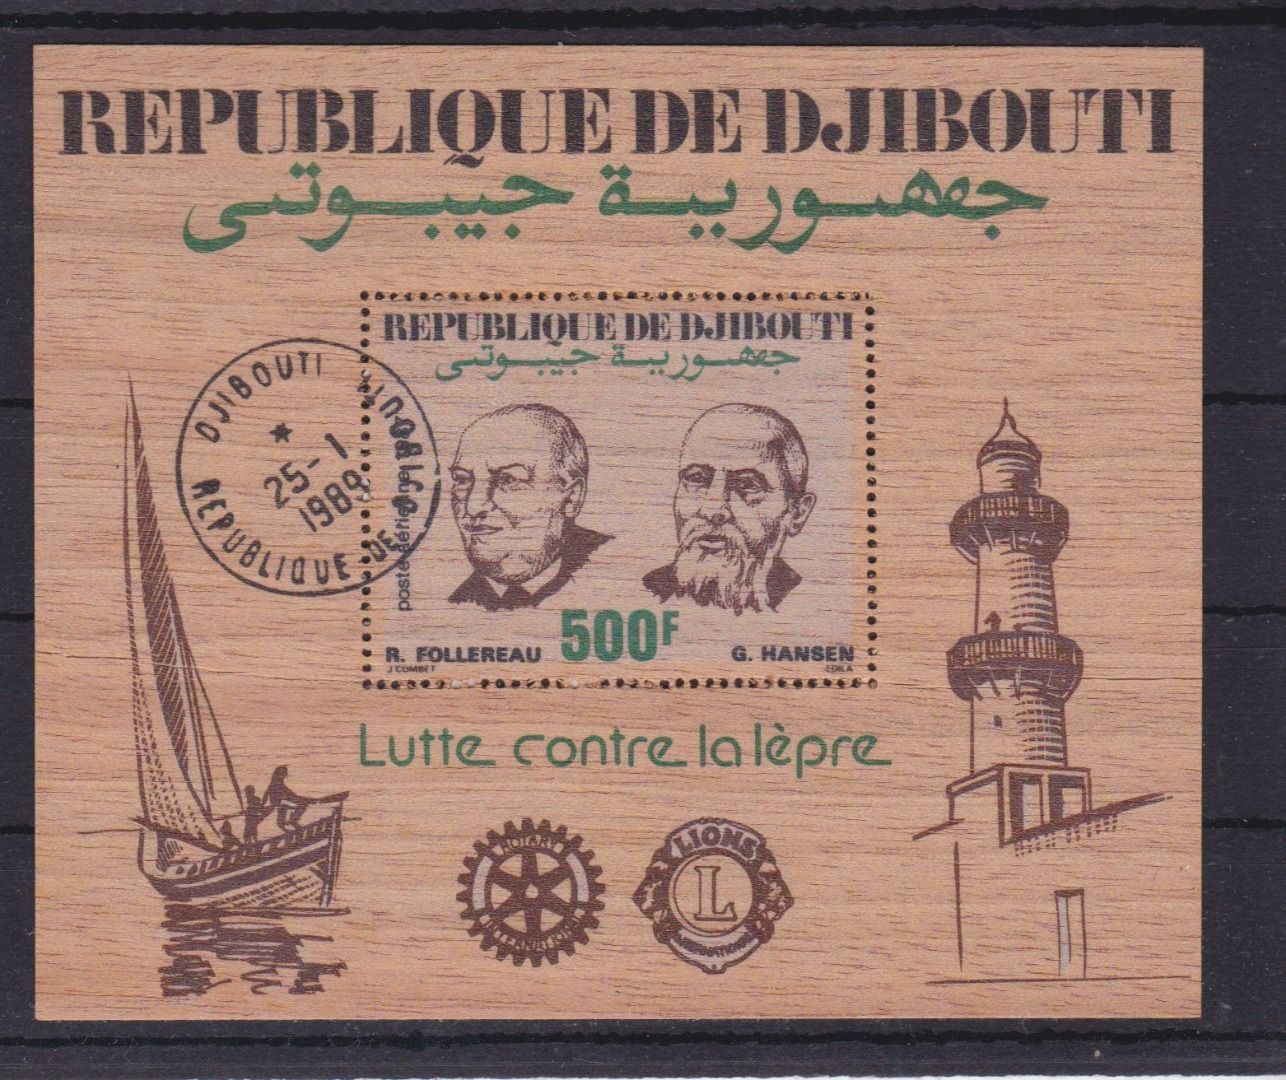 REPUBLIQUE DE DJIBOUTI
جمهورية جيبوتي
REPUBLIQUE DE DJIBOUTI
جمهورية جيبوتي
DJIBOUTI
25-1
1989
REPUBLIQUE DE DJIBOUTI
poste aérienne
500F
R. FOLLEREAU
G. HANSEN
J COMBET
EDILA
Lutte contre la lèpre
ROTARY
INTERNATIONAL
LIONS
L
INTERNATIONAL